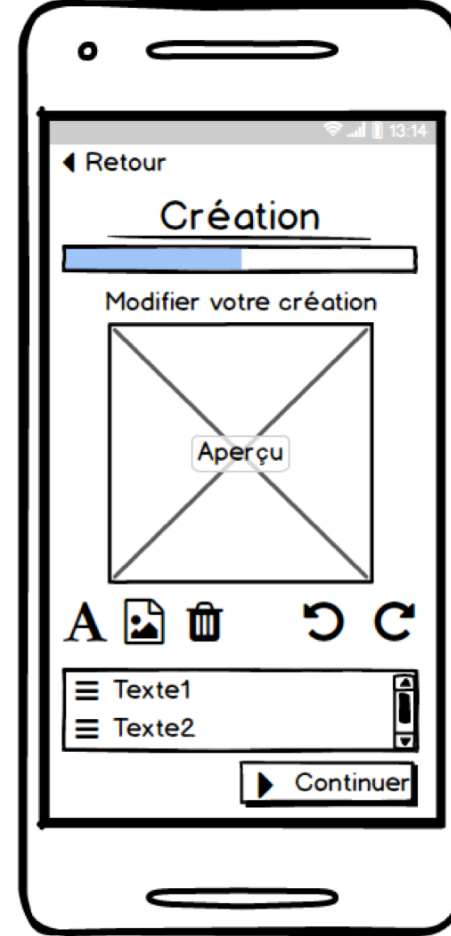 13:14
Retour
Création
Modifier votre création
Aperçu
A
Texte1
Texte2
Continuer